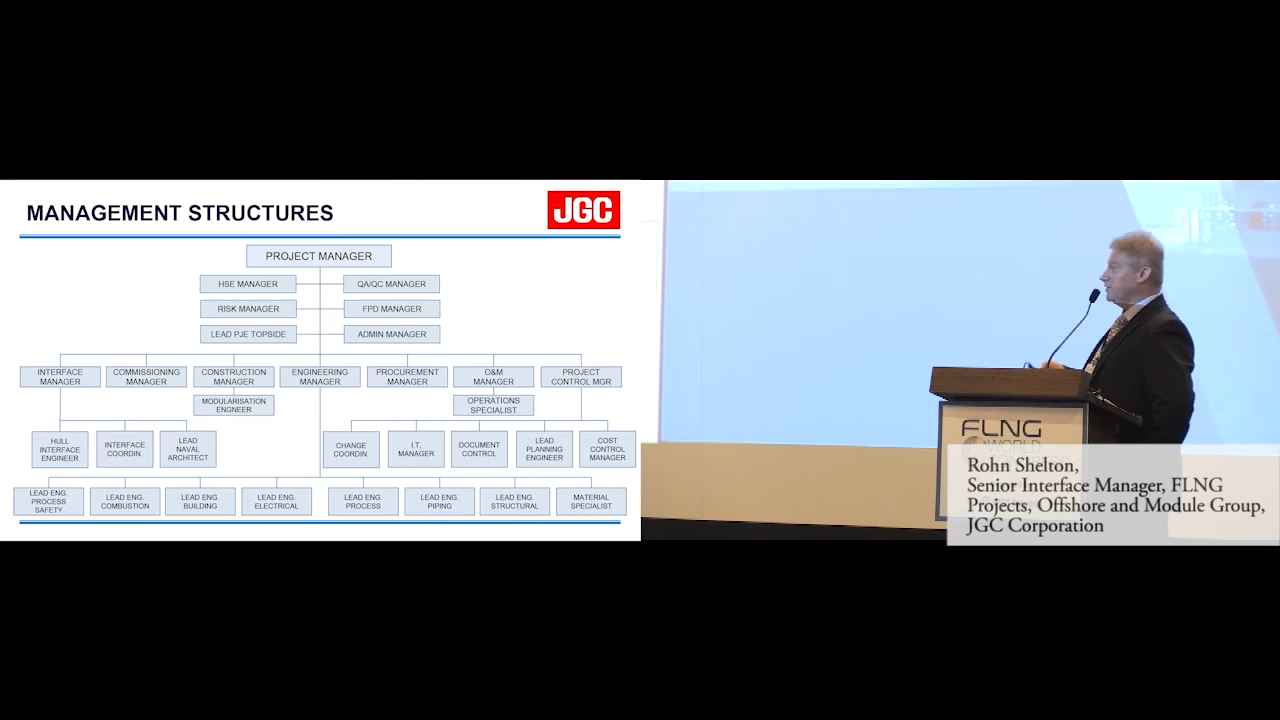 MANAGEMENT STRUCTURES
JGC
PROJECT MANAGER
HSE MANAGER
QA/QC MANAGER
RISK MANAGER
FPD MANAGER
LEAD PJE TOPSIDE
ADMIN MANAGER
INTERFACE
MANAGER
COMMISSIONING
MANAGER
CONSTRUCTION
MANAGER
ENGINEERING
MANAGER
PROCUREMENT
MANAGER
O&M
MANAGER
PROJECT
CONTROL MGR
MODULARISATION
ENGINEER
OPERATIONS
SPECIALIST
HULL
INTERFACE
ENGINEER
INTERFACE
COORDIN.
LEAD
NAVAL
ARCHITECT
CHANGE
COORDIN.
I.T,
MANAGER
DOCUMENT
CONTROL
LEAD
PLANNING
ENGINEER
COST
CONTROL
MANAGER
LEAD ENG.
PROCESS
SAFETY
LEAD ENG.
COMBUSTION
LEAD ENG.
BUILDING
LEAD ENG.
ELECTRICAL
LEAD ENG.
PROCESS
LEAD ENG.
PIPING
LEAD ENG.
STRUCTURAL
MATERIAL
SPECIALIST
FLNG
WORLD
Rohn Shelton,
Senior Interface Manager, FLNG
Projects, Offshore and Module Group,
JGC Corporation